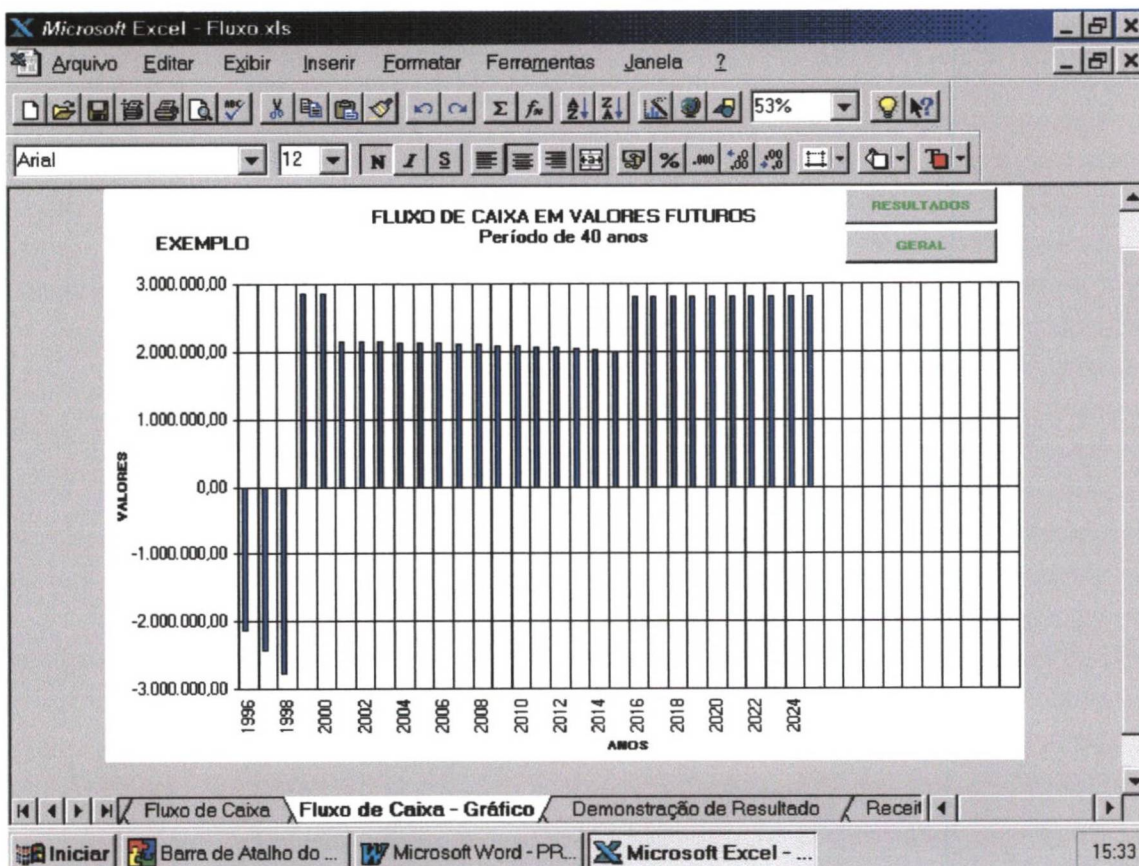 Microsoft Excel - Fluxo.xls
Arquivo Editar Exibir Inserir Formatar Ferramentas Janela ?
53%
Arial 12 N I S
FLUXO DE CAIXA EM VALORES FUTUROS
Período de 40 anos
EXEMPLO
RESULTADOS
GERAL
3.000.000,00
2.000.000,00
1.000.000,00
0,00
-1.000.000,00
-2.000.000,00
-3.000.000,00
VALORES
1996 1998 2000 2002 2004 2006 2008 2010 2012 2014 2016 2018 2020 2022 2024
ANOS
Fluxo de Caixa Fluxo de Caixa - Gráfico Demonstração de Resultado Receit
Iniciar Barra de Atalho do ... Microsoft Word - PR... Microsoft Excel - ... 15:33